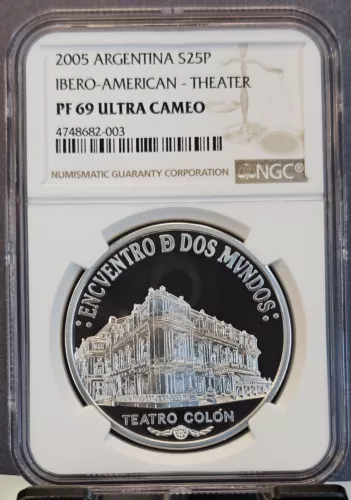 2005 ARGENTINA S25P
IBERO-AMERICAN - THEATER
PF 69 ULTRA CAMEO
4748682-003
NUMISMATIC GUARANTY CORPORATION
NGC®
· ENCVENTRO D DOS MVNDOS ·
TEATRO COLÓN